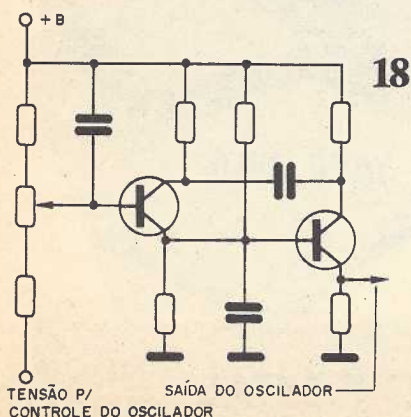 +B
18
TENSÃO P/
CONTROLE DO OSCILADOR
SAÍDA DO OSCILADOR